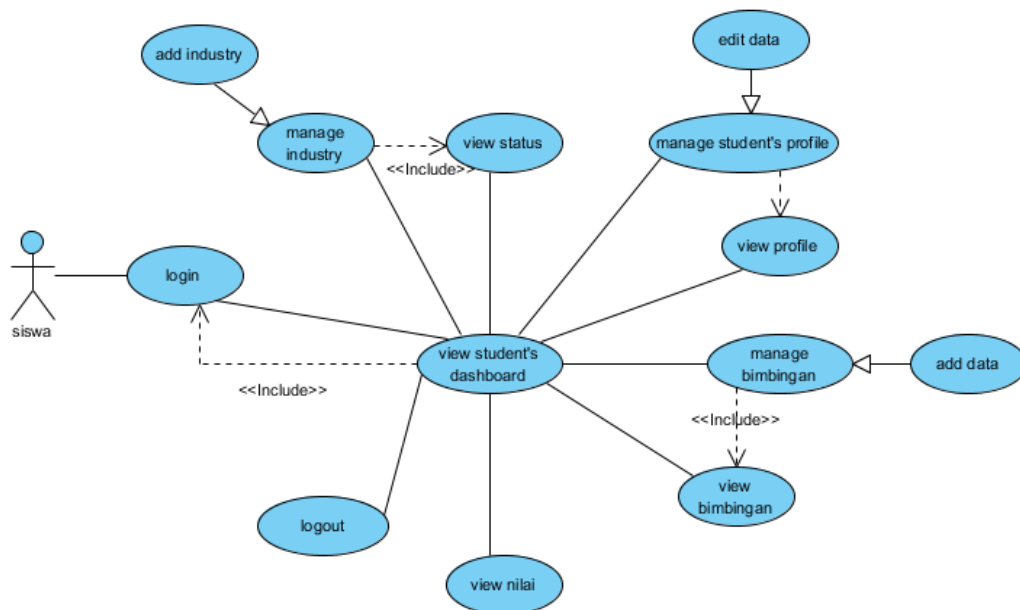 edit data
add industry
manage
industry
view status
manage student's profile
<<Include>>
view profile
login
siswa
view student's
dashboard
manage
bimbingan
add data
<<Include>>
<<Include>>
view
bimbingan
logout
view nilai